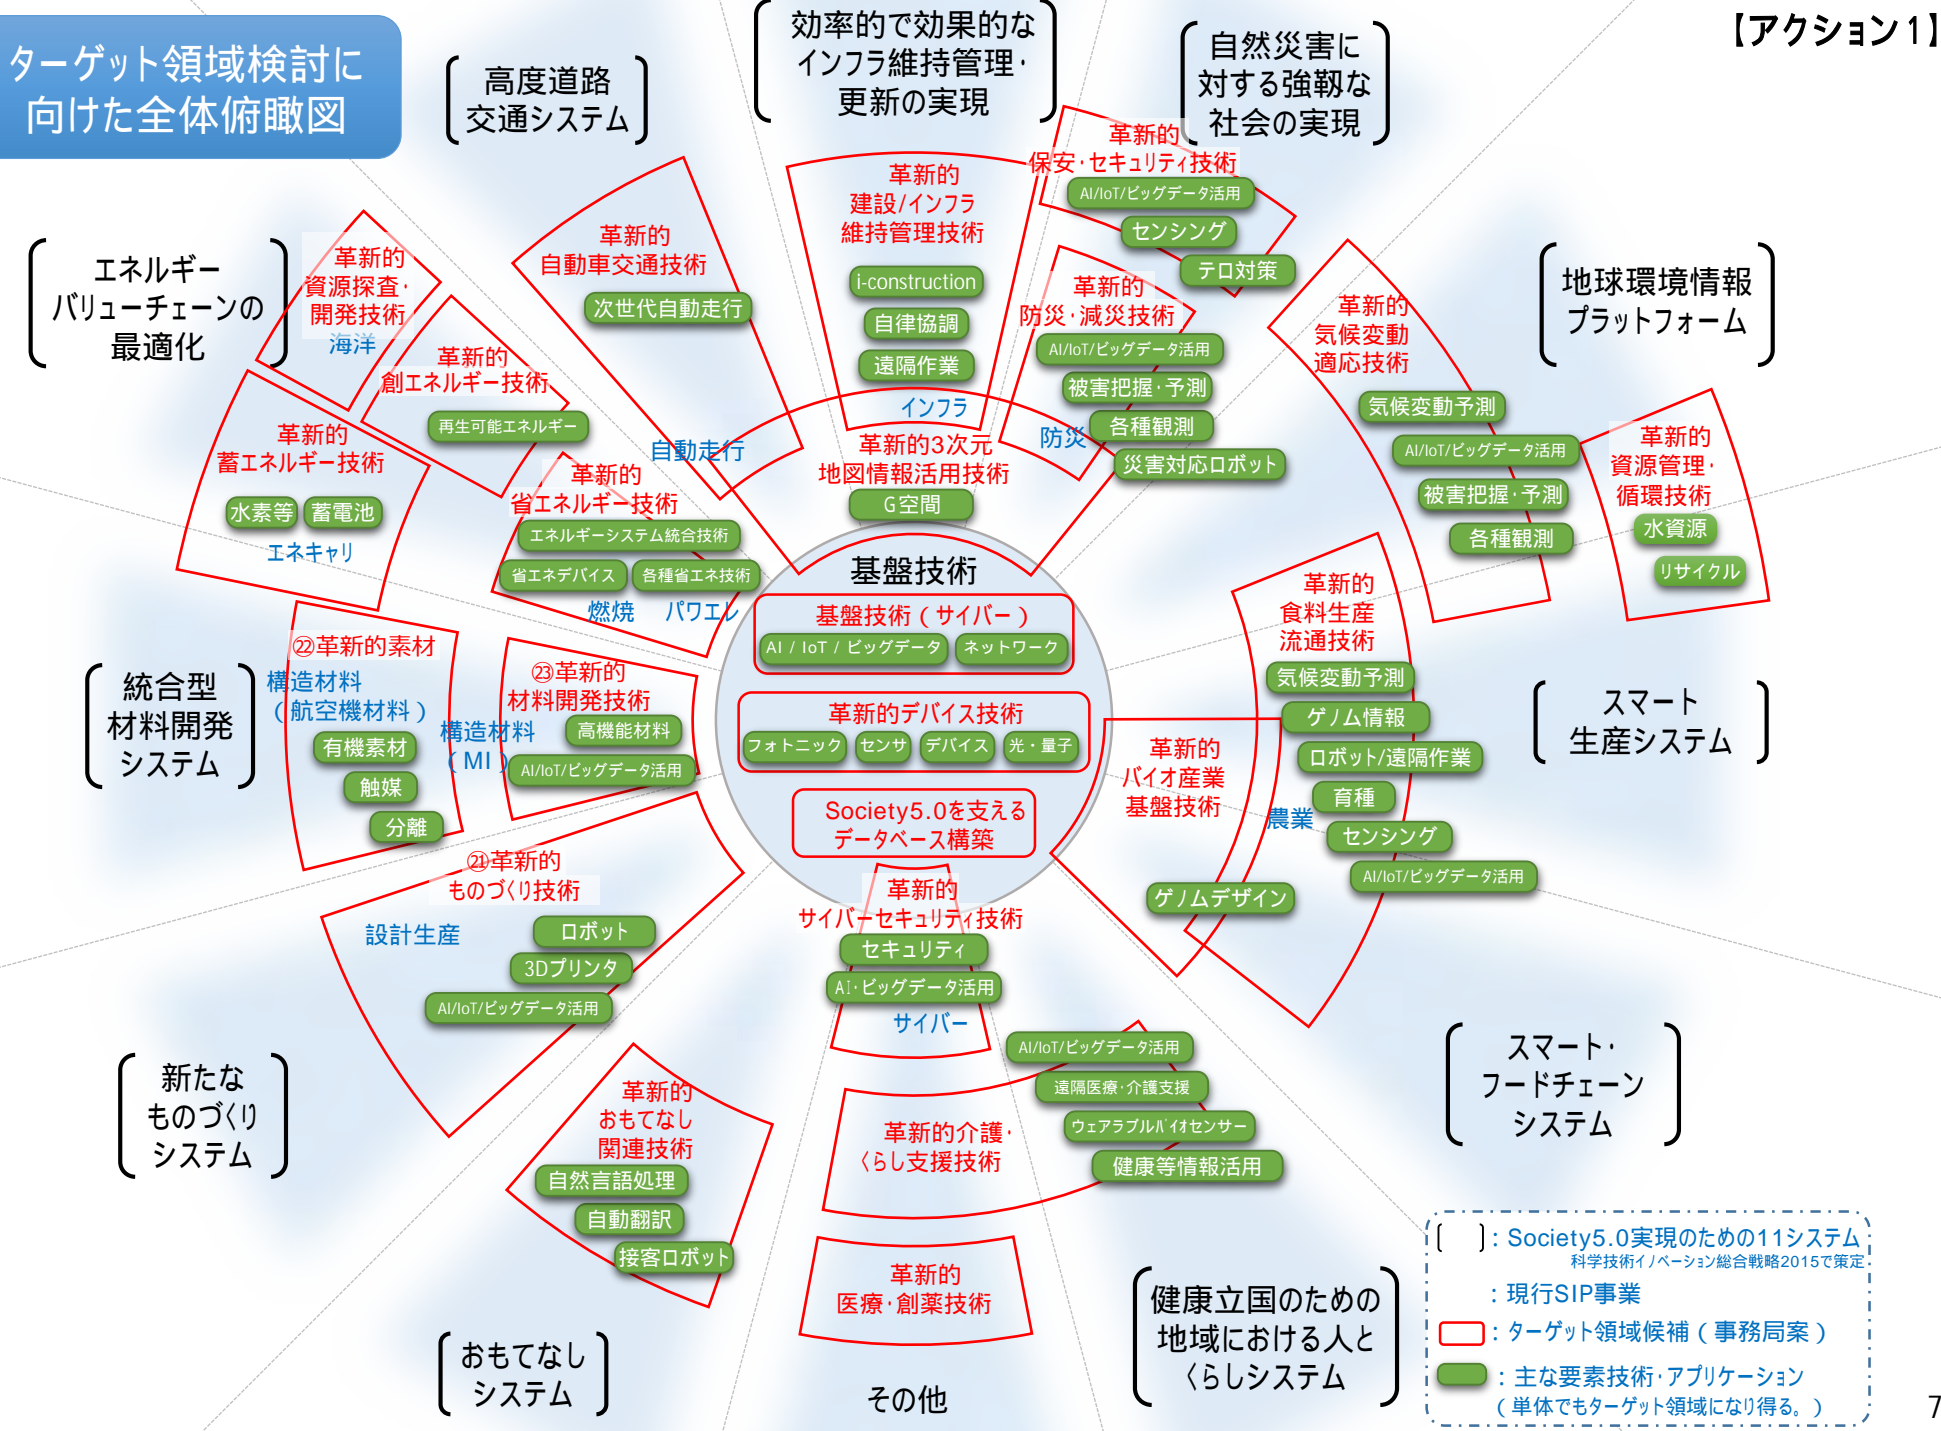 ターゲット領域検討に
向けた全体俯瞰図
【アクション1】
高度道路
交通システム
効率的で効果的な
インフラ維持管理・
更新の実現
自然災害に
対する強靱な
社会の実現
エネルギー
バリューチェーンの
最適化
地球環境情報
プラットフォーム
統合型
材料開発
システム
スマート
生産システム
新たな
ものづくり
システム
スマート・
フードチェーン
システム
おもてなし
システム
その他
健康立国のための
地域における人と
くらしシステム
革新的
自動車交通技術
次世代自動走行
自動走行
革新的
建設/インフラ
維持管理技術
i-construction
自律協調
遠隔作業
インフラ
革新的3次元
地図情報活用技術
G空間
革新的
保安・セキュリティ技術
AI/IoT/ビッグデータ活用
センシング
テロ対策
革新的
防災・減災技術
AI/IoT/ビッグデータ活用
被害把握・予測
各種観測
災害対応ロボット
防災
革新的
気候変動
適応技術
気候変動予測
AI/IoT/ビッグデータ活用
被害把握・予測
各種観測
革新的
資源管理・
循環技術
水資源
リサイクル
革新的
資源探査・
開発技術
海洋
革新的
創エネルギー技術
再生可能エネルギー
革新的
蓄エネルギー技術
水素等
蓄電池
エネキャリ
革新的
省エネルギー技術
エネルギーシステム統合技術
省エネデバイス
各種省エネ技術
燃焼
パワエレ
基盤技術
基盤技術（サイバー）
AI / IoT / ビッグデータ
ネットワーク
革新的デバイス技術
フォトニック
センサ
デバイス
光・量子
Society5.0を支える
データベース構築
革新的
食料生産
流通技術
気候変動予測
ゲノム情報
ロボット/遠隔作業
育種
センシング
AI/IoT/ビッグデータ活用
農業
革新的
バイオ産業
基盤技術
ゲノムデザイン
㉒革新的素材
構造材料
（航空機材料）
有機素材
触媒
分離
㉓革新的
材料開発技術
高機能材料
AI/IoT/ビッグデータ活用
構造材料
（MI）
㉑革新的
ものづくり技術
設計生産
ロボット
3Dプリンタ
AI/IoT/ビッグデータ活用
革新的
サイバーセキュリティ技術
セキュリティ
AI・ビッグデータ活用
サイバー
革新的
おもてなし
関連技術
自然言語処理
自動翻訳
接客ロボット
革新的介護・
くらし支援技術
AI/IoT/ビッグデータ活用
遠隔医療・介護支援
ウェアラブルバイオセンサー
健康等情報活用
革新的
医療・創薬技術
〔　〕：Society5.0実現のための11システム
科学技術イノベーション総合戦略2015で策定
：現行SIP事業
：ターゲット領域候補（事務局案）
：主な要素技術・アプリケーション
（単体でもターゲット領域になり得る。）
7